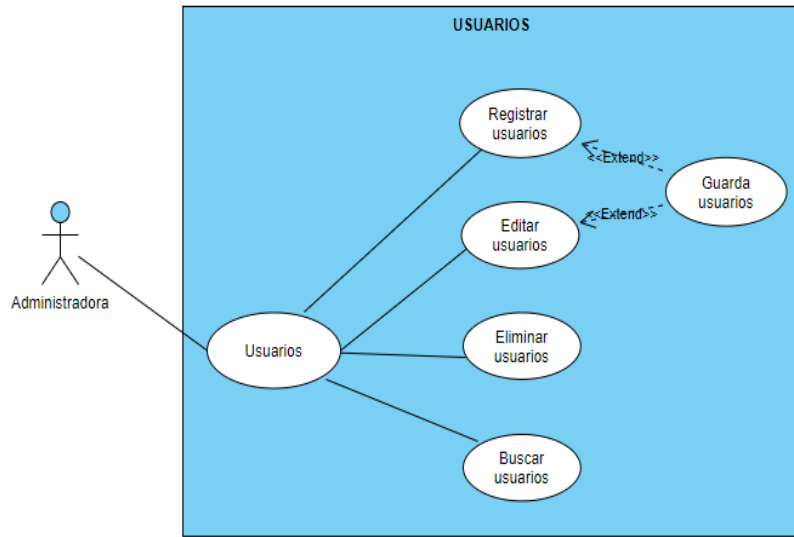 USUARIOS
Registrar
usuarios
<<Extend>>
Guarda
usuarios
<<Extend>>
Editar
usuarios
Administradora
Usuarios
Eliminar
usuarios
Buscar
usuarios